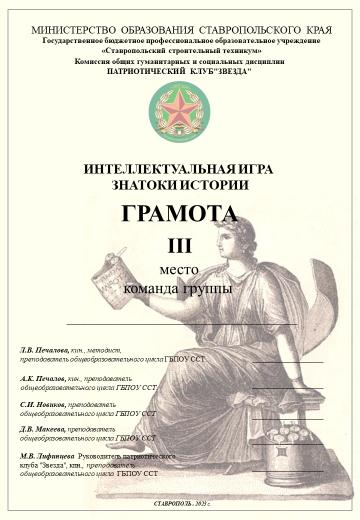 МИНИСТЕРСТВО ОБРАЗОВАНИЯ СТАВРОПОЛЬСКОГО КРАЯ
Государственное бюджетное профессиональное образовательное учреждение
«Ставропольский строительный техникум»
Комиссия общих гуманитарных и социальных дисциплин
ПАТРИОТИЧЕСКИЙ КЛУБ"ЗВЕЗДА"
ИНТЕЛЛЕКТУАЛЬНАЯ ИГРА
ЗНАТОКИ ИСТОРИИ
ГРАМОТА
III
место
команда группы
Л.В. Печалова, кин., методист,
преподаватель общеобразовательного цикла ГБПОУ ССТ
А.К. Печалов, кин., преподаватель
общеобразовательного цикла ГБПОУ ССТ
С.И. Новиков, преподаватель
общеобразовательного цикла ГБПОУ ССТ
Д.В. Макеева, преподаватель
общеобразовательного цикла ГБПОУ ССТ
М.В. Лифинцева Руководитель патриотического
клуба "Звезда", кпн., преподаватель
общеобразовательного цикла ГБПОУ ССТ
СТАВРОПОЛЬ , 2023 г.